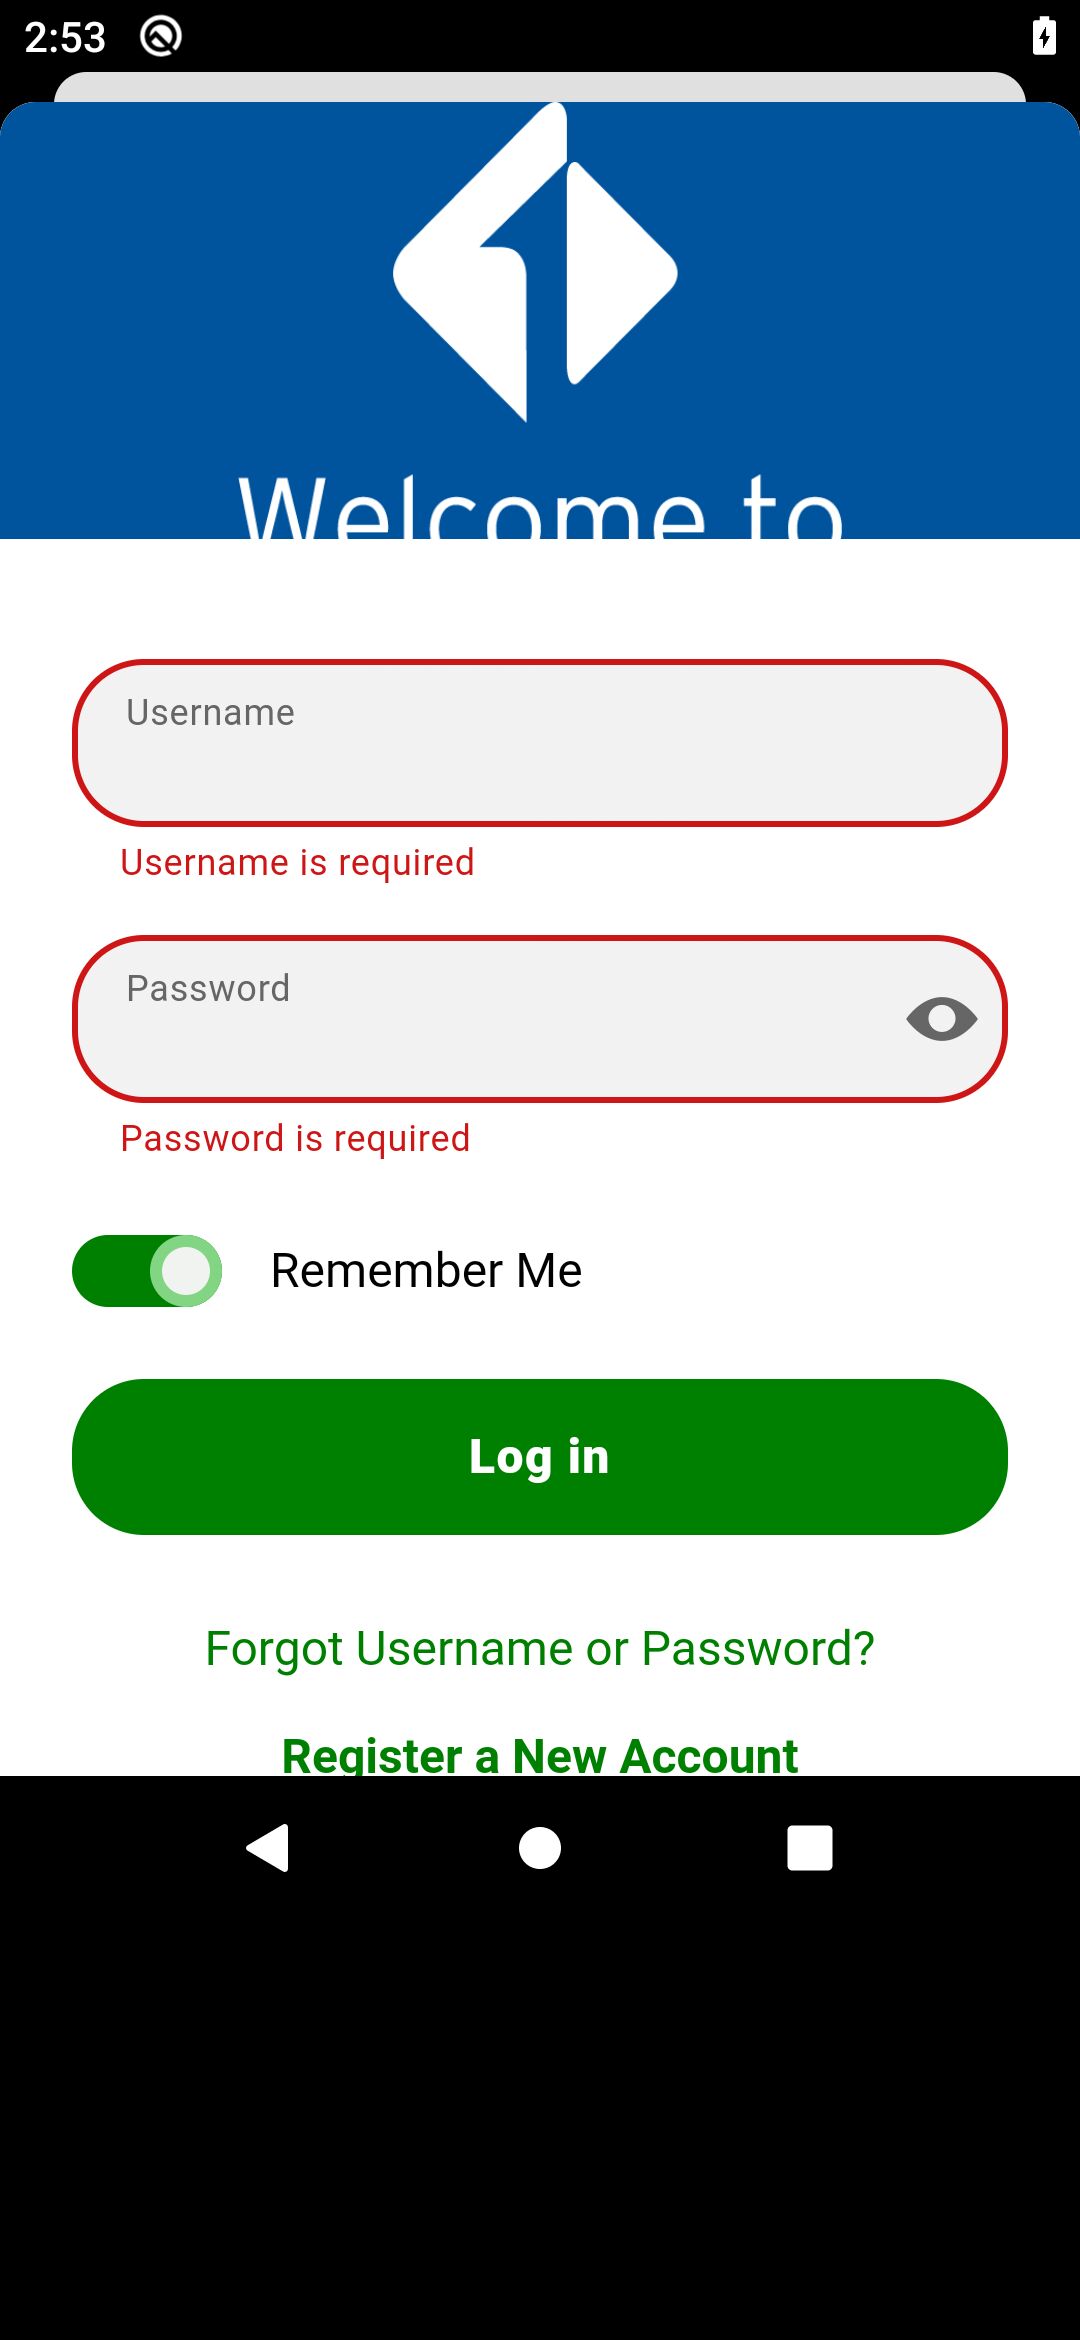 2:53
Welcome to
Username
Username is required
Password
Password is required
Remember Me
Log in
Forgot Username or Password?
Register a New Account